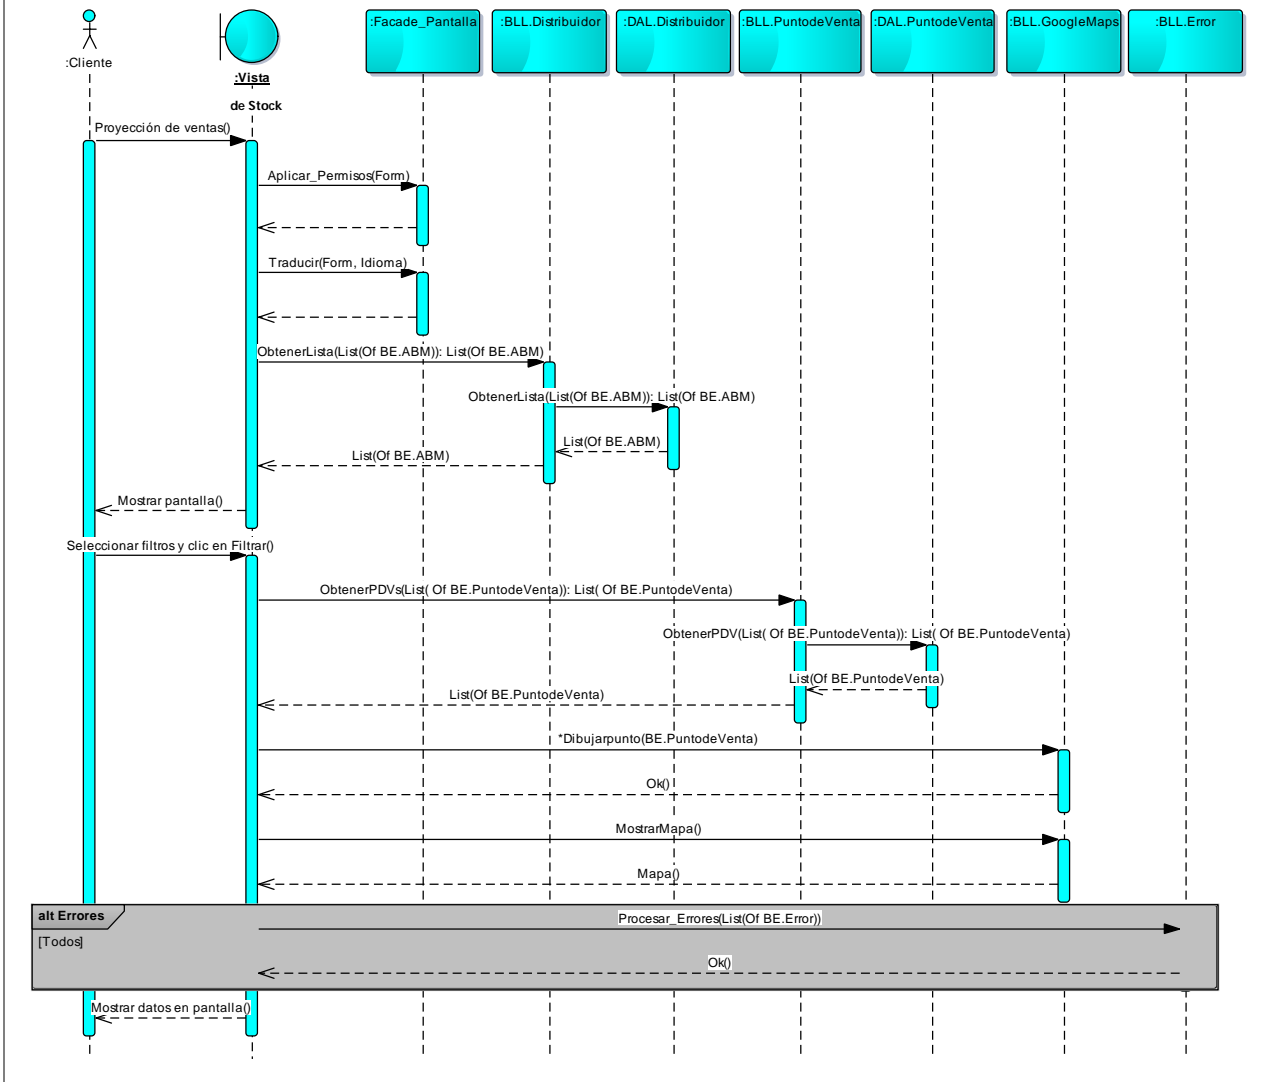 :Cliente
:Vista
de Stock
:Facade_Pantalla
:BLL.Distribuidor
:DAL.Distribuidor
:BLL.PuntodeVenta
:DAL.PuntodeVenta
:BLL.GoogleMaps
:BLL.Error
Proyección de ventas()
Aplicar_Permisos(Form)
Traducir(Form, Idioma)
ObtenerLista(List(Of BE.ABM)): List(Of BE.ABM)
ObtenerLista(List(Of BE.ABM)): List(Of BE.ABM)
List(Of BE.ABM)
List(Of BE.ABM)
Mostrar pantalla()
Seleccionar filtros y clic en Filtrar()
ObtenerPDVs(List( Of BE.PuntodeVenta)): List( Of BE.PuntodeVenta)
ObtenerPDV(List( Of BE.PuntodeVenta)): List( Of BE.PuntodeVenta)
List(Of BE.PuntodeVenta)
List(Of BE.PuntodeVenta)
*Dibujarpunto(BE.PuntodeVenta)
Ok()
MostrarMapa()
Mapa()
alt Errores
[Todos]
Procesar_Errores(List(Of BE.Error))
Ok()
Mostrar datos en pantalla()